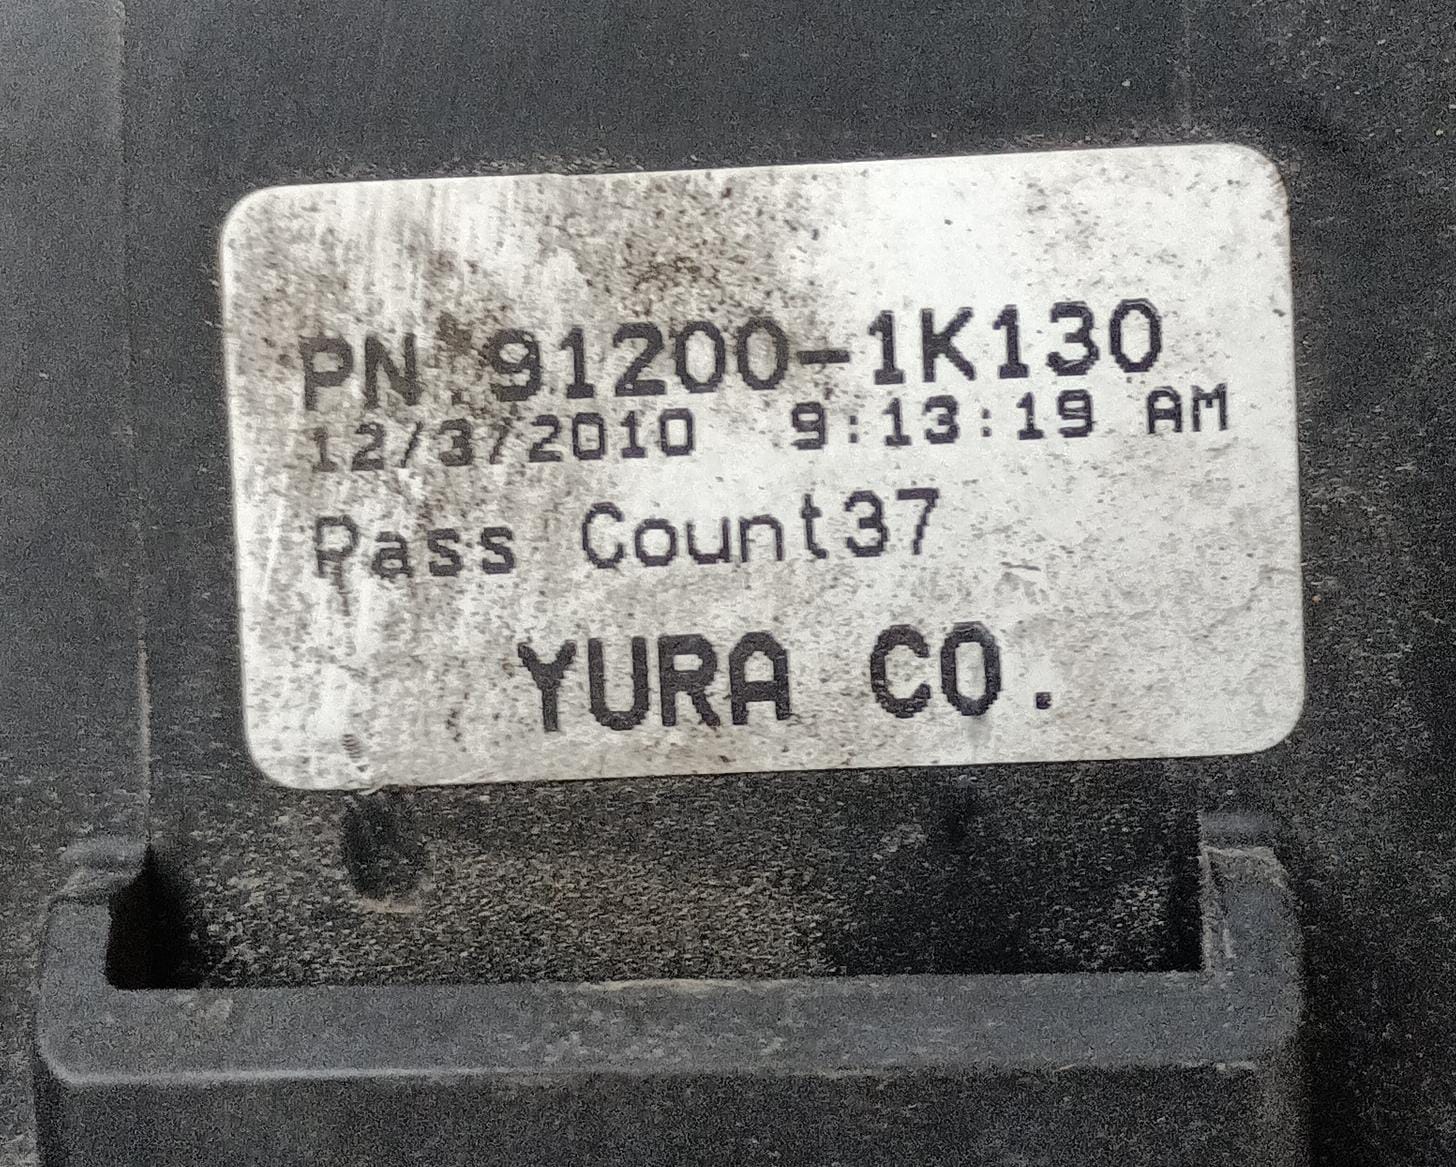 PN 91200-1K130
12/3/2010 9:13:19 AM
Pass Count37
YURA CO.